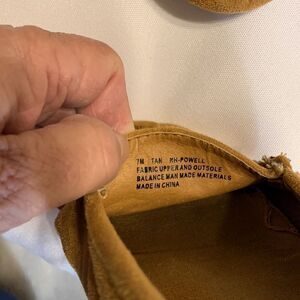 7M TAN RH-POWELL
FABRIC UPPER AND OUTSOLE
BALANCE MAN MADE MATERIALS
MADE IN CHINA